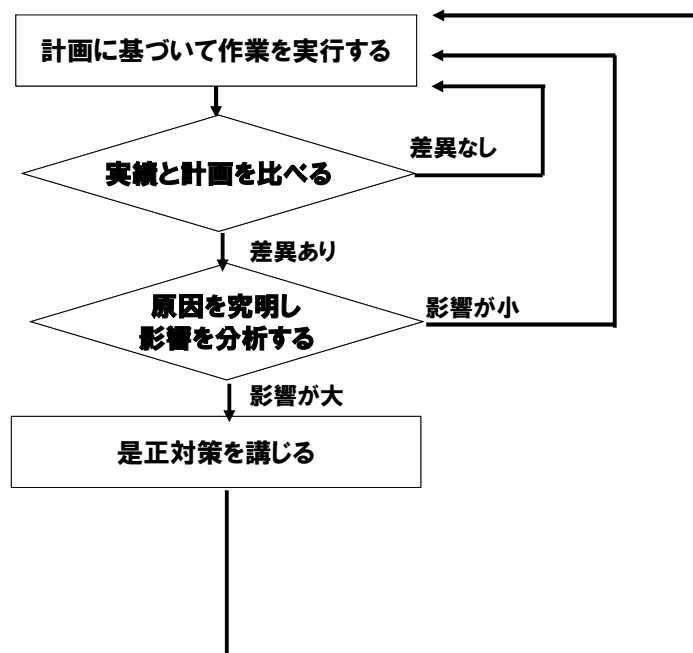 計画に基づいて作業を実行する
差異なし
実績と計画を比べる
差異あり
原因を究明し
影響を分析する
影響が小
影響が大
是正対策を講じる